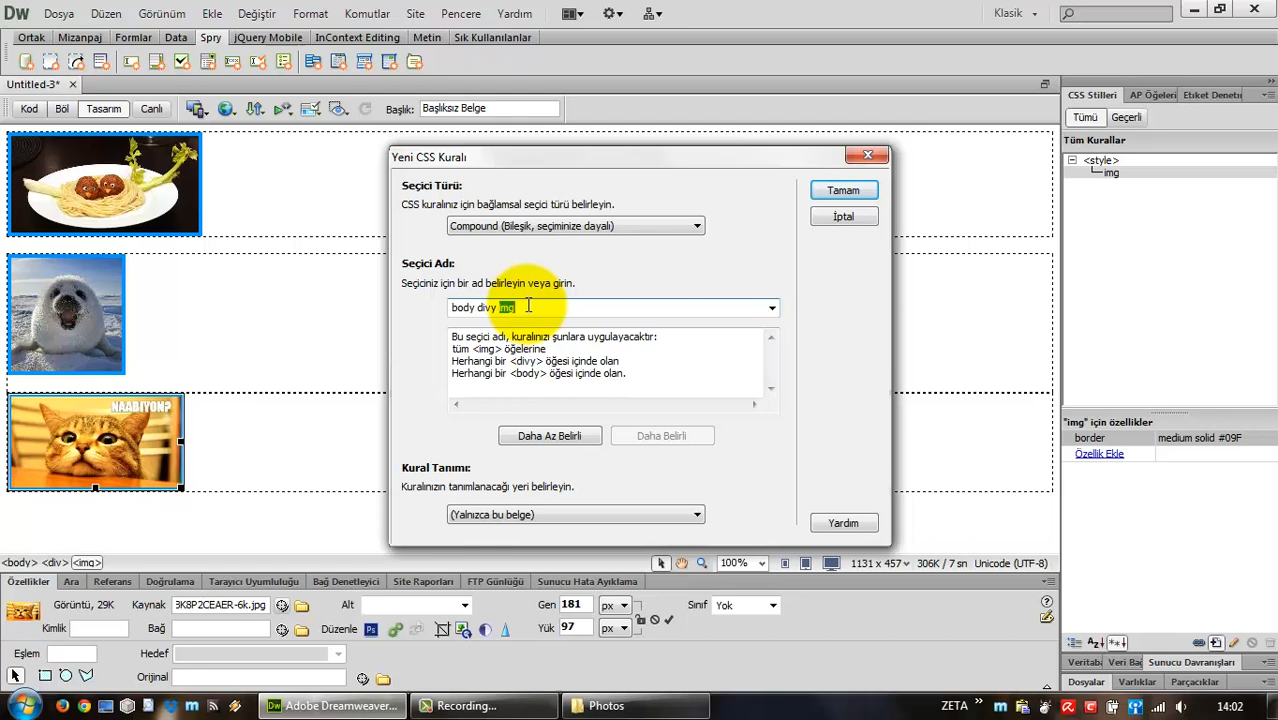 Dw Dosya Düzen Görünüm Ekle Değiştir Format Komutlar Site Pencere Yardım Klasik
Ortak Mizanpaj Formlar Data Spry jQuery Mobile InContext Editing Metin Sık Kullanılanlar
Untitled-3*
Kod Böl Tasarım Canlı Başlık: Başlıksız Belge
CSS Stilleri AP Öğeleri Etiket Denetin
Tümü Geçerli
Tüm Kurallar
<style>
img
Yeni CSS Kuralı
Seçici Türü:
CSS kuralınız için bağlamsal seçici türü belirleyin.
Compound (Bileşik, seçiminize dayalı)
Tamam
İptal
Seçici Adı:
Seçiciniz için bir ad belirleyin veya girin.
body divy img
Bu seçici adı, kuralınızı şunlara uygulayacaktır:
tüm <img> öğelerine
Herhangi bir <divy> öğesi içinde olan
Herhangi bir <body> öğesi içinde olan.
Daha Az Belirli Daha Belirli
Kural Tanımı:
Kuralınızın tanımlanacağı yeri belirleyin.
(Yalnızca bu belge)
Yardım
NAABIYON?
"img" için özellikler
border medium solid #09F
Özellik Ekle
<body> <div> <img> 100% 1131 x 457 306K / 7 sn Unicode (UTF-8)
Özellikler Ara Referans Doğrulama Tarayıcı Uyumluluğu Bağ Denetleyici Site Raporları FTP Günlüğü Sunucu Hata Ayıklama
Görüntü, 29K Kaynak 3K8P2CEAER-6k.jpg Alt Gen 181 px Sınıf Yok
Kimlik Bağ Düzenle Ps Yük 97 px
Eşlem Hedef
Orijinal
Veritaba Veri Bağ Sunucu Davranışları
Dosyalar Varlıklar Parçacıklar
Adobe Dreamweaver... Recording... Photos ZETA 14:02